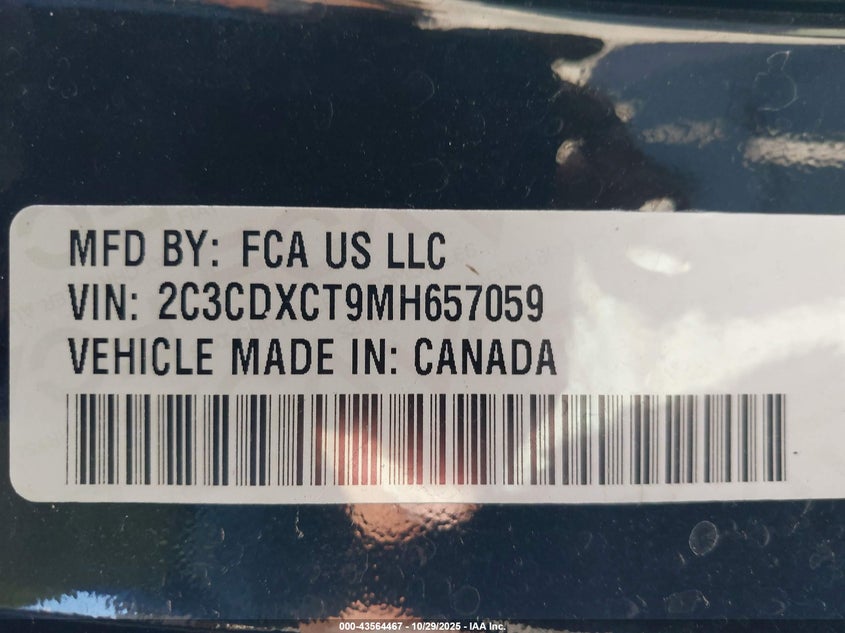 MFD BY: FCA US LLC
VIN: 2C3CDXCT9MH657059
VEHICLE MADE IN: CANADA
000-43564467 - 10/29/2025 - IAA Inc.